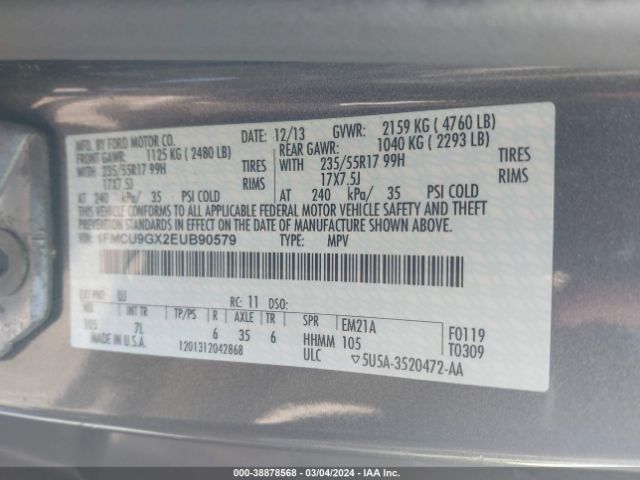 MFD. BY FORD MOTOR CO.
DATE: 12/13 GVWR: 2159 KG ( 4760 LB)
FRONT GAWR: 1125 KG ( 2480 LB) REAR GAWR: 1040 KG ( 2293 LB)
WITH 235/55R17 99H TIRES WITH 235/55R17 99H TIRES
17X7.5J RIMS 17X7.5J RIMS
AT 240 kPa/ 35 PSI COLD AT 240 kPa/ 35 PSI COLD
THIS VEHICLE CONFORMS TO ALL APPLICABLE FEDERAL MOTOR VEHICLE SAFETY AND THEFT
PREVENTION STANDARDS IN EFFECT ON THE DATE OF MANUFACTURE SHOWN ABOVE.
VIN: 1FMCU9GX2EUB90579 TYPE: MPV
EXT PNT: UJ RC: 11 DSO:
WB INT TR TP/PS R AXLE TR SPR EM21A F0119
105 7L 6 35 6 HHMM 105 T0309
MADE IN U.S.A. 1201312042868 ULC ▽5U5A-3520472-AA
000-38878568 - 03/04/2024 - IAA Inc.